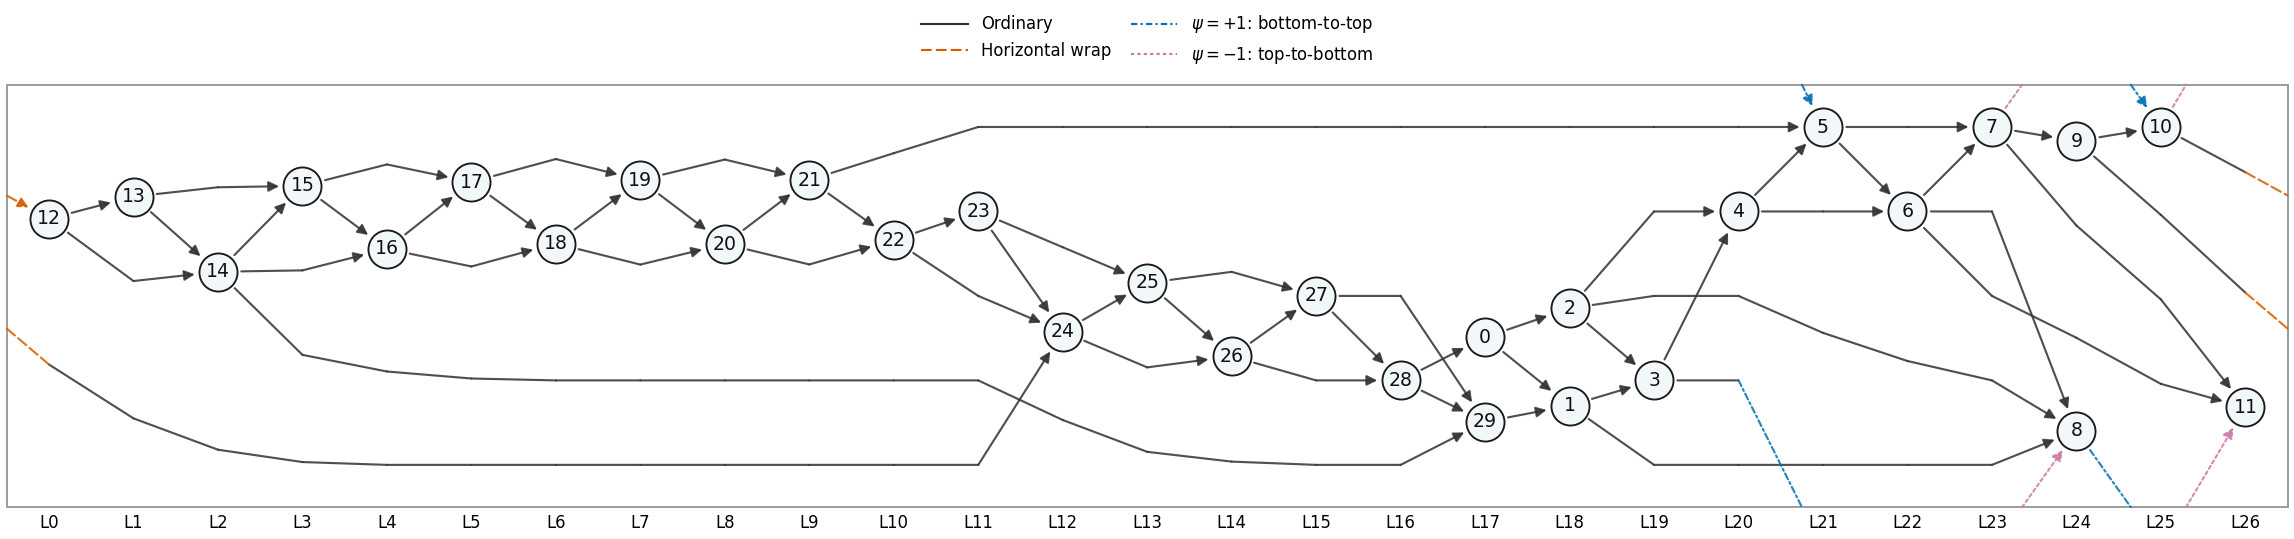 Ordinary
Horizontal wrap
ψ = +1: bottom-to-top
ψ = −1: top-to-bottom
5 7 9 10
13 15 17 19 21
12 14 16 18 20 22 23 4 6
24 25 26 27 28 29 0 1 2 3 8 11
L0 L1 L2 L3 L4 L5 L6 L7 L8 L9 L10 L11 L12 L13 L14 L15 L16 L17 L18 L19 L20 L21 L22 L23 L24 L25 L26